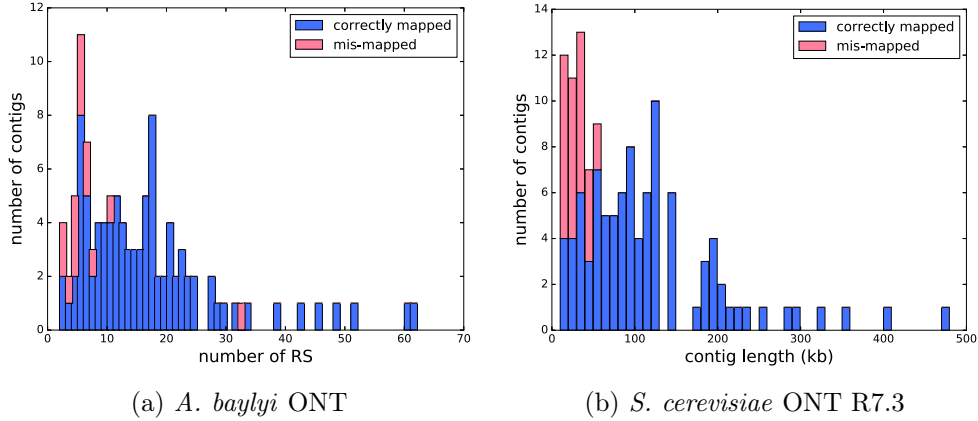 12
10
8
6
4
2
0
number of contigs
correctly mapped
mis-mapped
0 10 20 30 40 50 60 70
number of RS
(a) A. baylyi ONT
14
12
10
8
6
4
2
0
number of contigs
correctly mapped
mis-mapped
0 100 200 300 400 500
contig length (kb)
(b) S. cerevisiae ONT R7.3